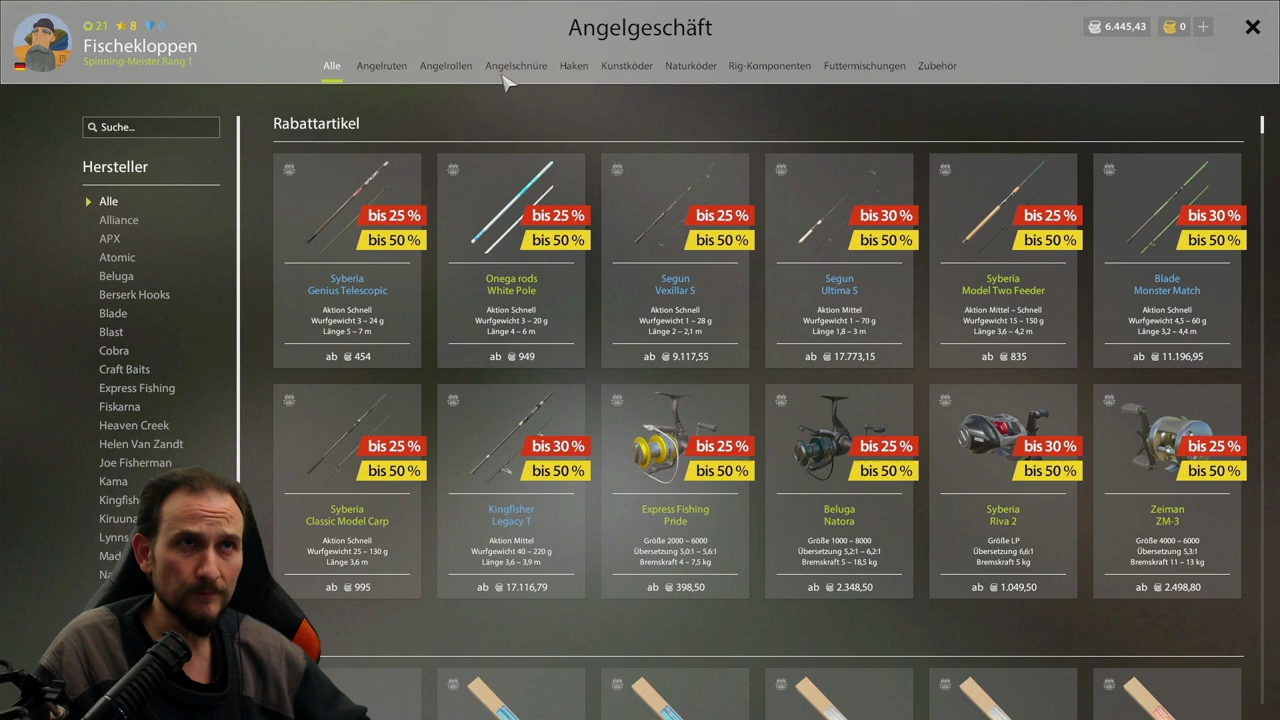 21 8 0
Fischekloppen
Spinning-Meister Rang 1
Angelgeschäft
6.445,43 0
Alle Angelruten Angelrollen Angelschnüre Haken Kunstköder Naturköder Rig-Komponenten Futtermischungen Zubehör
Suche...
Hersteller
Alle
Alliance
APX
Atomic
Beluga
Berserk Hooks
Blade
Blast
Cobra
Craft Baits
Express Fishing
Fiskarna
Heaven Creek
Helen Van Zandt
Joe Fisherman
Kama
Kingfish
Kiruuna
Lynns
Mad
Na
Rabattartikel
bis 25 %
bis 50 %
Syberia
Genius Telescopic
Aktion Schnell
Wurfgewicht 3 – 24 g
Länge 5 – 7 m
ab 454
bis 25 %
bis 50 %
Onega rods
White Pole
Aktion Schnell
Wurfgewicht 3 – 20 g
Länge 4 – 6 m
ab 949
bis 25 %
bis 50 %
Segun
Vexillar S
Aktion Schnell
Wurfgewicht 1 – 28 g
Länge 2 – 2,1 m
ab 9.117,55
bis 30 %
bis 50 %
Segun
Ultima S
Aktion Mittel
Wurfgewicht 1 – 70 g
Länge 1,8 – 3 m
ab 17.773,15
bis 25 %
bis 50 %
Syberia
Model Two Feeder
Aktion Mittel – Schnell
Wurfgewicht 15 – 150 g
Länge 3,6 – 4,2 m
ab 835
bis 30 %
bis 50 %
Blade
Monster Match
Aktion Schnell
Wurfgewicht 4,5 – 60 g
Länge 3,2 – 4,4 m
ab 11.196,95
bis 25 %
bis 50 %
Syberia
Classic Model Carp
Aktion Schnell
Wurfgewicht 25 – 130 g
Länge 3,6 m
ab 995
bis 30 %
bis 50 %
Kingfisher
Legacy T
Aktion Mittel
Wurfgewicht 40 – 220 g
Länge 3,6 – 3,9 m
ab 17.116,79
bis 25 %
bis 50 %
Express Fishing
Pride
Größe 2000 – 6000
Übersetzung 5,0:1 – 5,6:1
Bremskraft 4 – 7,5 kg
ab 398,50
bis 25 %
bis 50 %
Beluga
Natora
Größe 1000 – 8000
Übersetzung 5,2:1 – 6,2:1
Bremskraft 5 – 18,5 kg
ab 2.348,50
bis 30 %
bis 50 %
Syberia
Riva 2
Größe LP
Übersetzung 6,6:1
Bremskraft 5 kg
ab 1.049,50
bis 25 %
bis 50 %
Zeiman
ZM-3
Größe 4000 – 6000
Übersetzung 5,3:1
Bremskraft 11 – 13 kg
ab 2.498,80